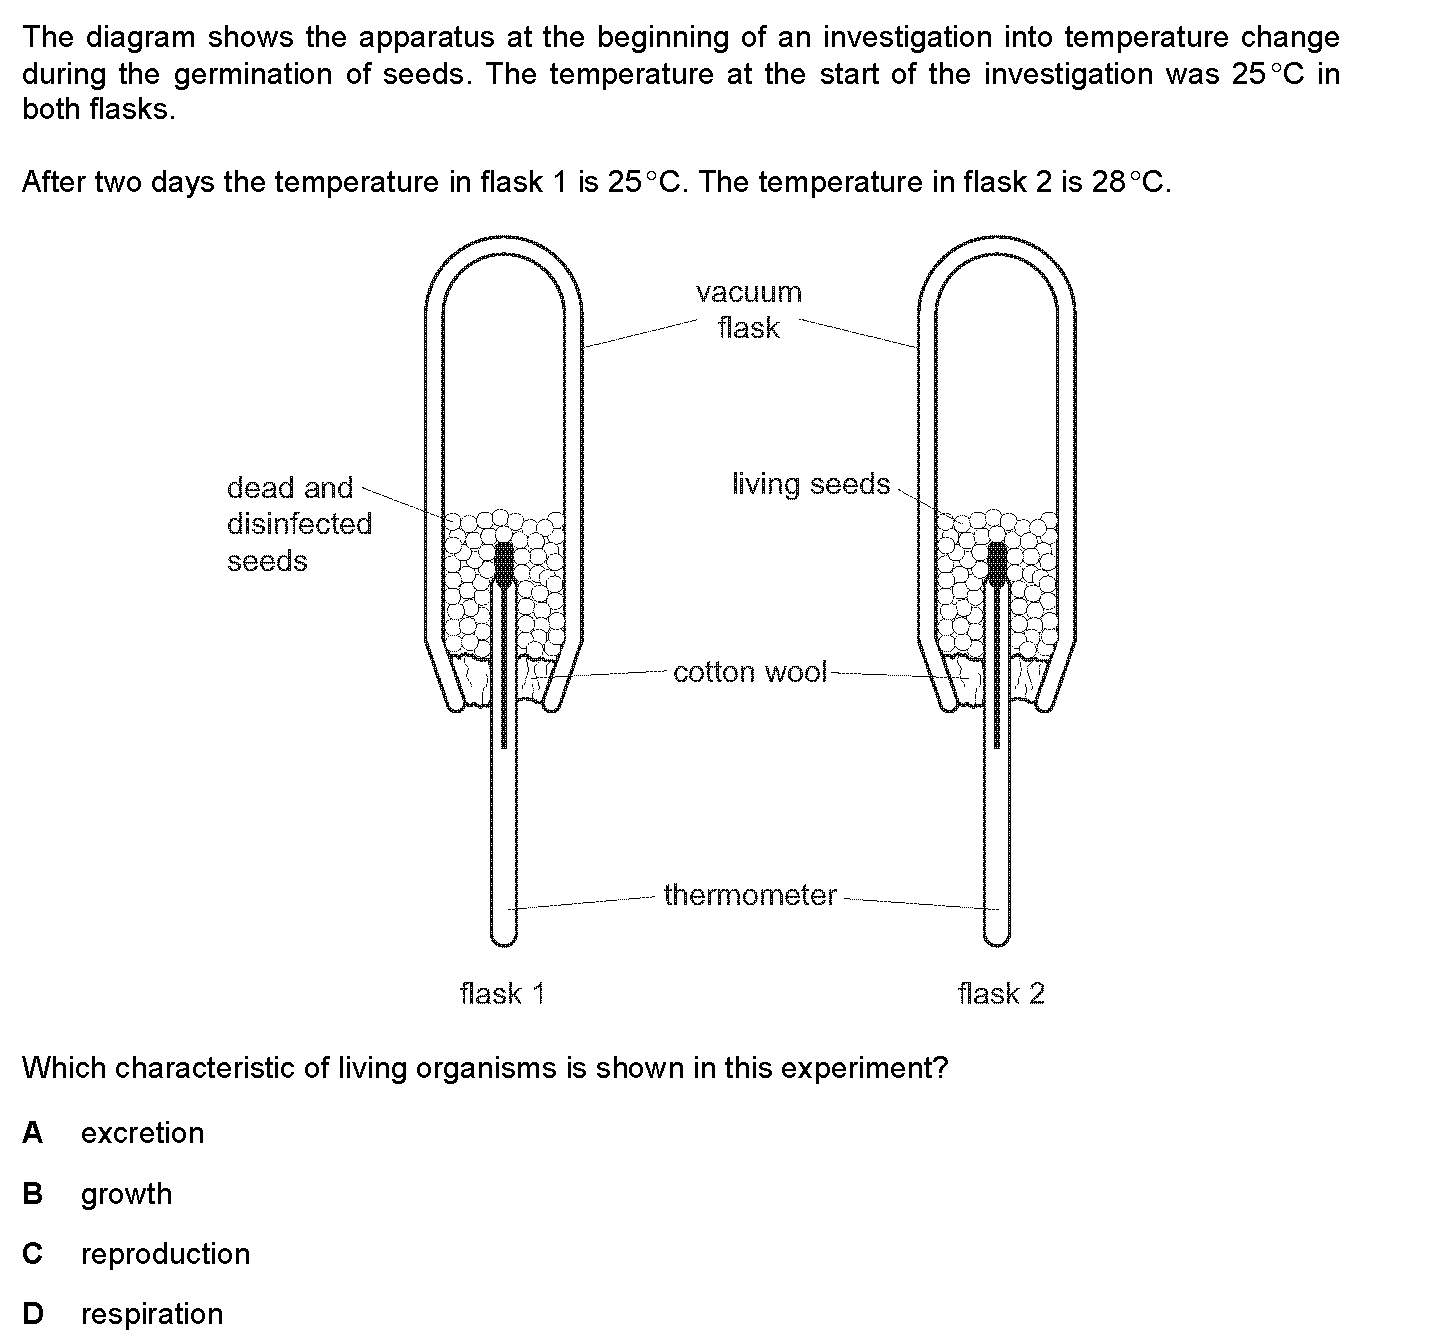 The diagram shows the apparatus at the beginning of an investigation into temperature change
during the germination of seeds. The temperature at the start of the investigation was 25 °C in
both flasks.
After two days the temperature in flask 1 is 25 °C. The temperature in flask 2 is 28 °C.
vacuum
flask
dead and
disinfected
seeds
living seeds
cotton wool
thermometer
flask 1
flask 2
Which characteristic of living organisms is shown in this experiment?
A excretion
B growth
C reproduction
D respiration